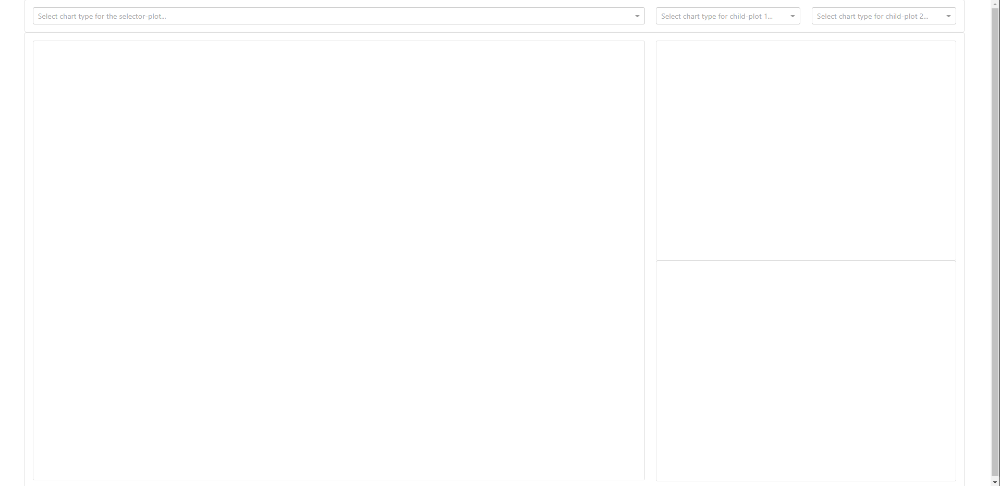 Select chart type for the selector-plot...
Select chart type for child-plot 1...
Select chart type for child-plot 2...